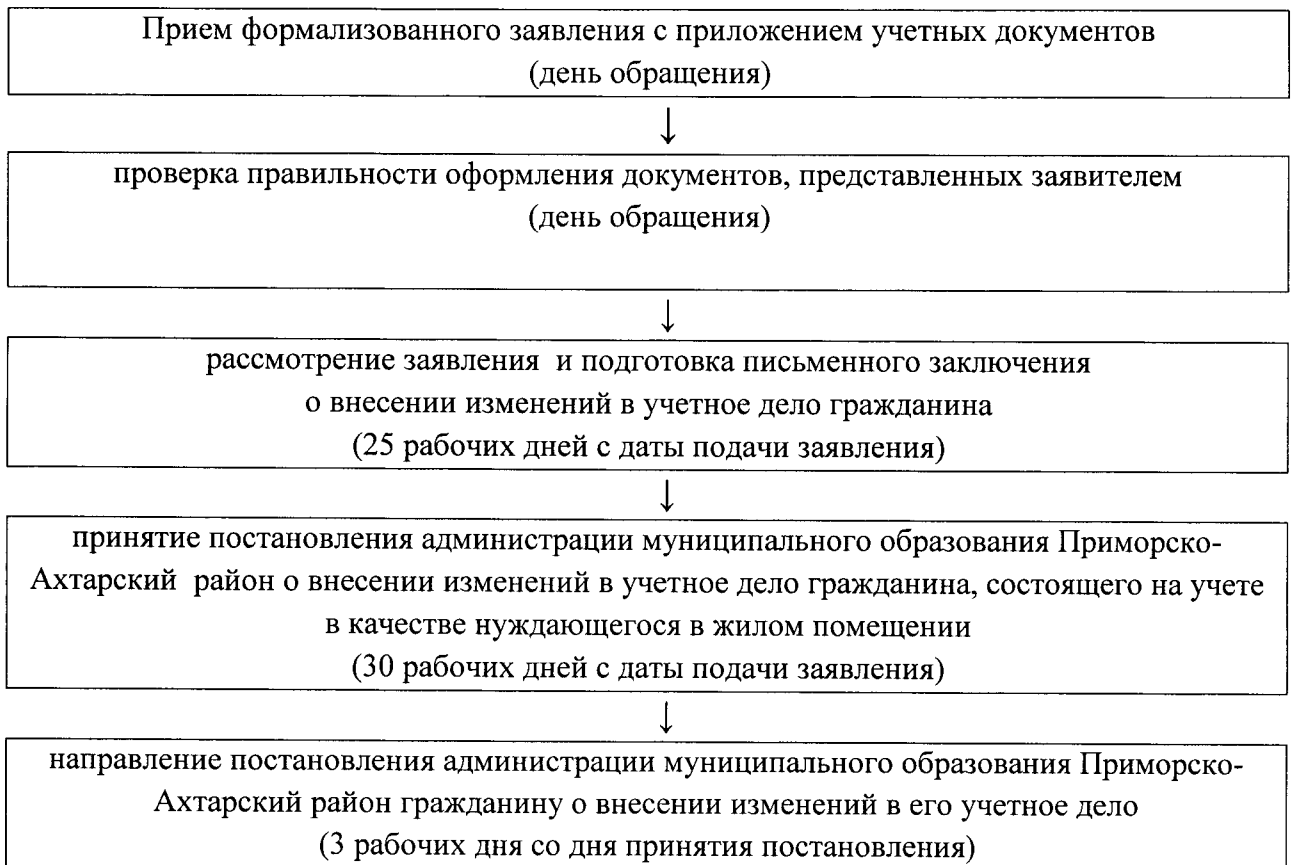 Прием формализованного заявления с приложением учетных документов
(день обращения)
↓
проверка правильности оформления документов, представленных заявителем
(день обращения)
↓
рассмотрение заявления и подготовка письменного заключения
о внесении изменений в учетное дело гражданина
(25 рабочих дней с даты подачи заявления)
↓
принятие постановления администрации муниципального образования Приморско-
Ахтарский район о внесении изменений в учетное дело гражданина, состоящего на учете
в качестве нуждающегося в жилом помещении
(30 рабочих дней с даты подачи заявления)
↓
направление постановления администрации муниципального образования Приморско-
Ахтарский район гражданину о внесении изменений в его учетное дело
(3 рабочих дня со дня принятия постановления)